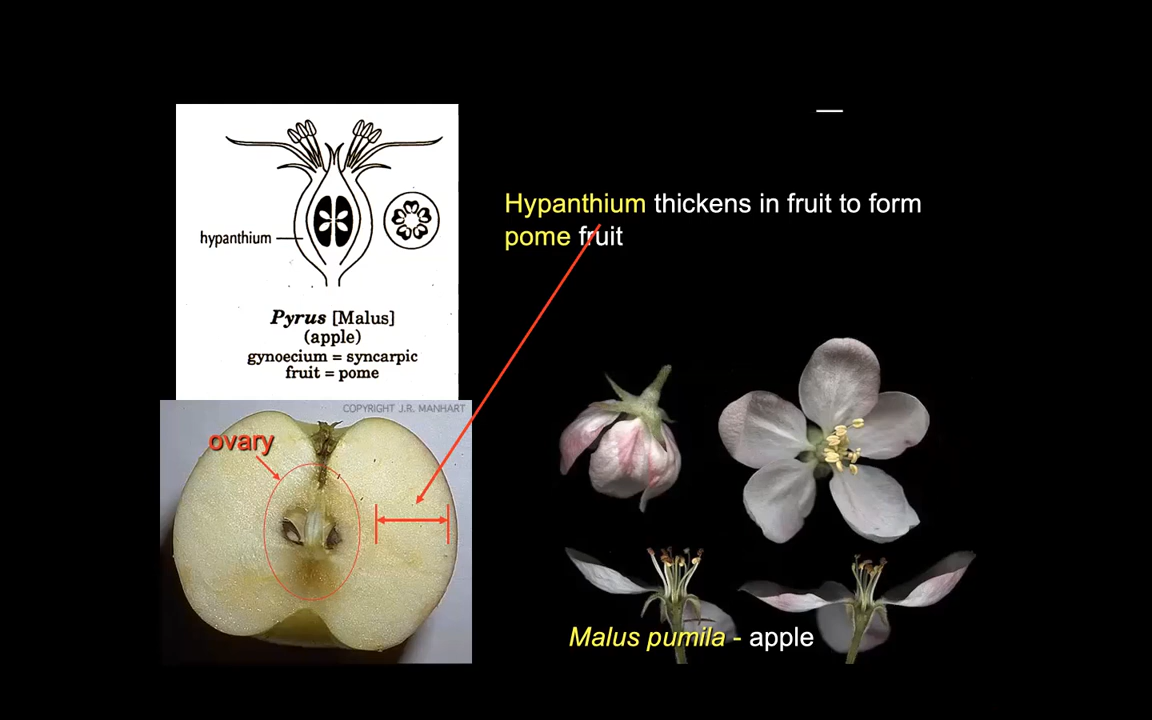 Hypanthium thickens in fruit to form
pome fruit
hypanthium
Pyrus [Malus]
(apple)
gynoecium = syncarpic
fruit = pome
COPYRIGHT J.R. MANHART
ovary
Malus pumila - apple